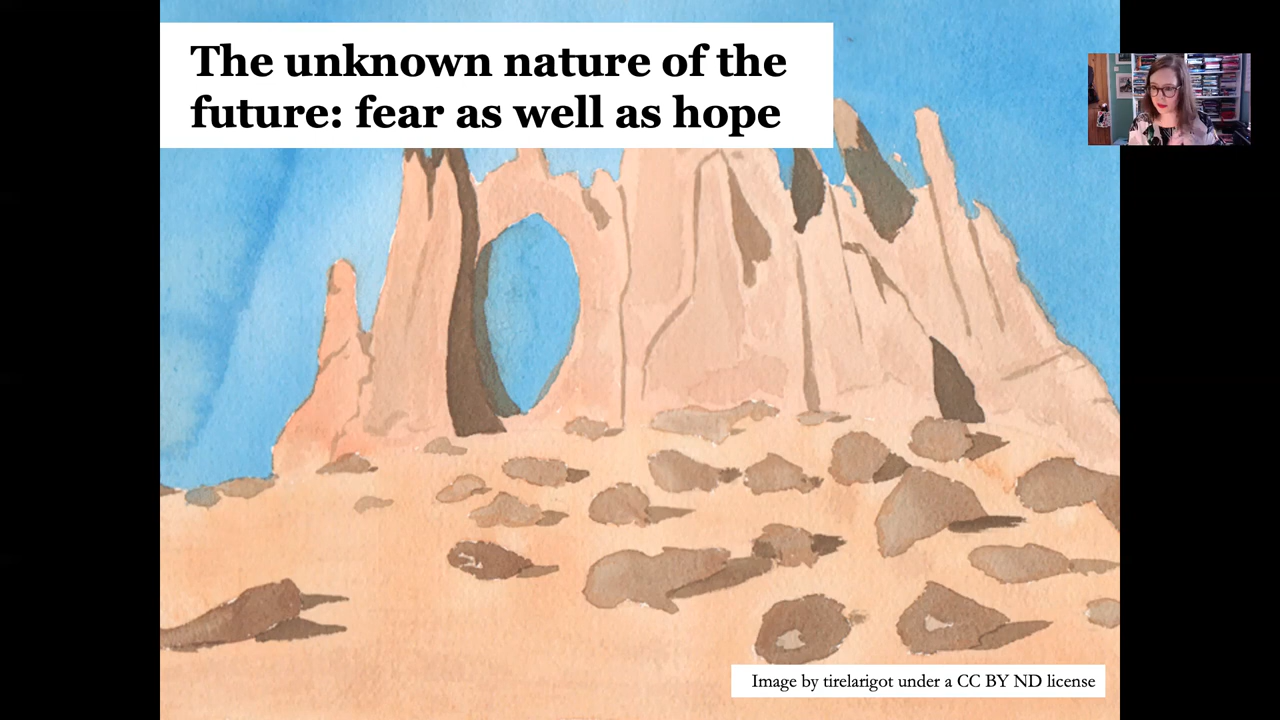 The unknown nature of the
future: fear as well as hope
Image by tirelarigot under a CC BY ND license